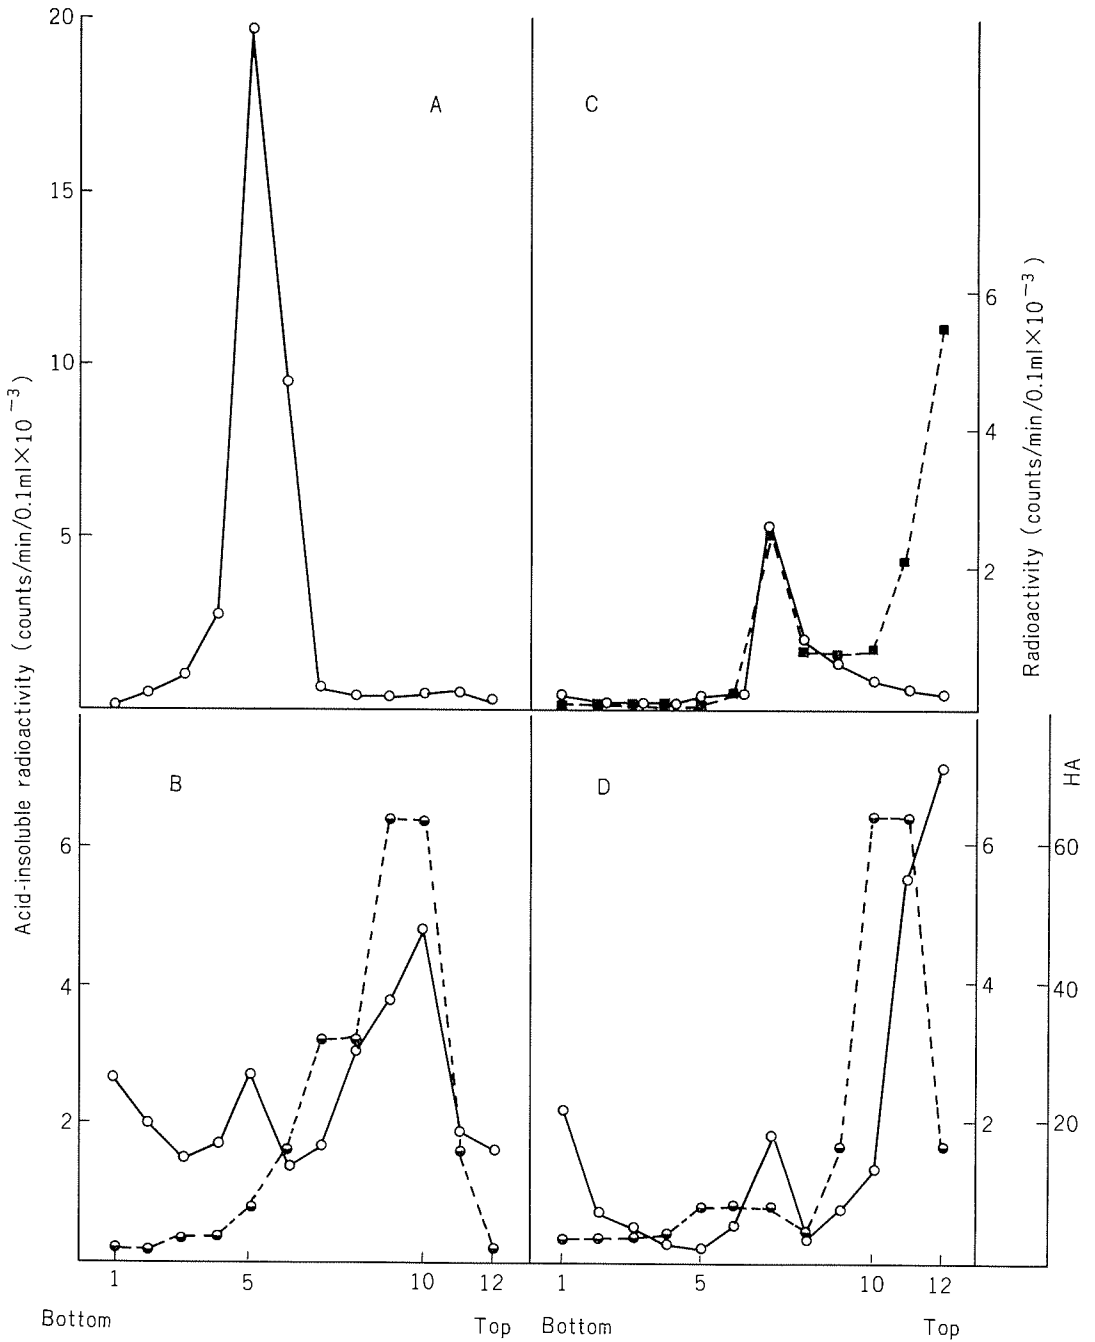 20
15
10
5
A
C
6
4
2
Acid-insoluble radioactivity (counts/min/0.1ml×10⁻³)
Radioactivity (counts/min/0.1ml×10⁻³)
B
D
6
4
2
6
4
2
HA
60
40
20
1 5 10 12
1 5 10 12
Bottom Top Bottom Top